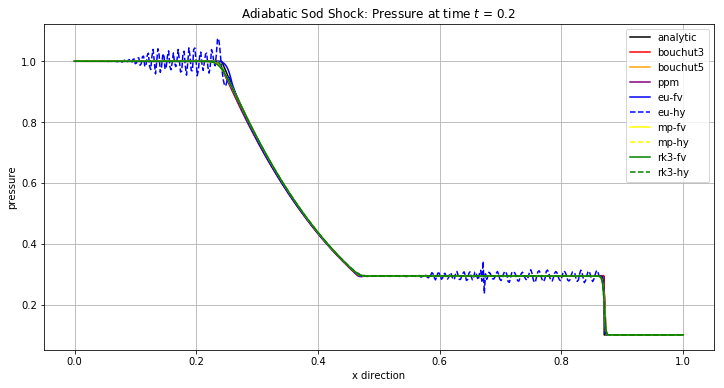 Adiabatic Sod Shock: Pressure at time t = 0.2
analytic
bouchut3
bouchut5
ppm
eu-fv
eu-hy
mp-fv
mp-hy
rk3-fv
rk3-hy
pressure
1.0
0.8
0.6
0.4
0.2
0.0 0.2 0.4 0.6 0.8 1.0
x direction